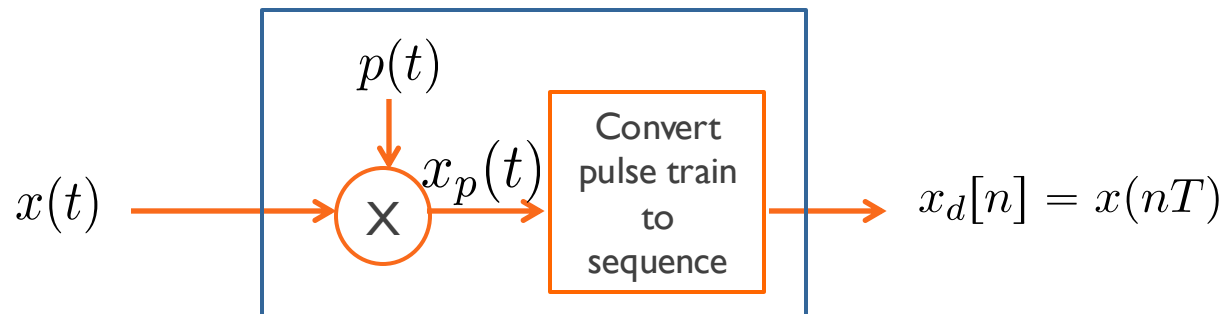 p(t)
x(t)
X
x_p(t)
Convert
pulse train
to
sequence
x_d[n] = x(nT)